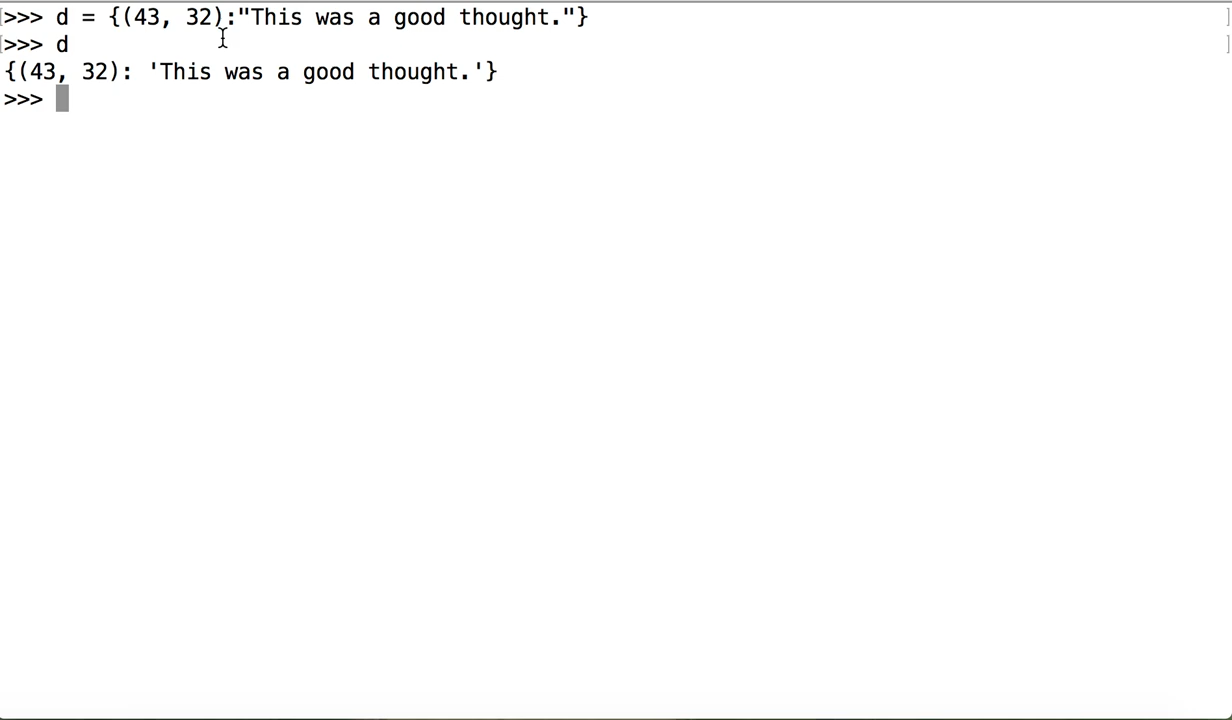 >>> d = {(43, 32):"This was a good thought."}
>>> d
{(43, 32): 'This was a good thought.'}
>>>